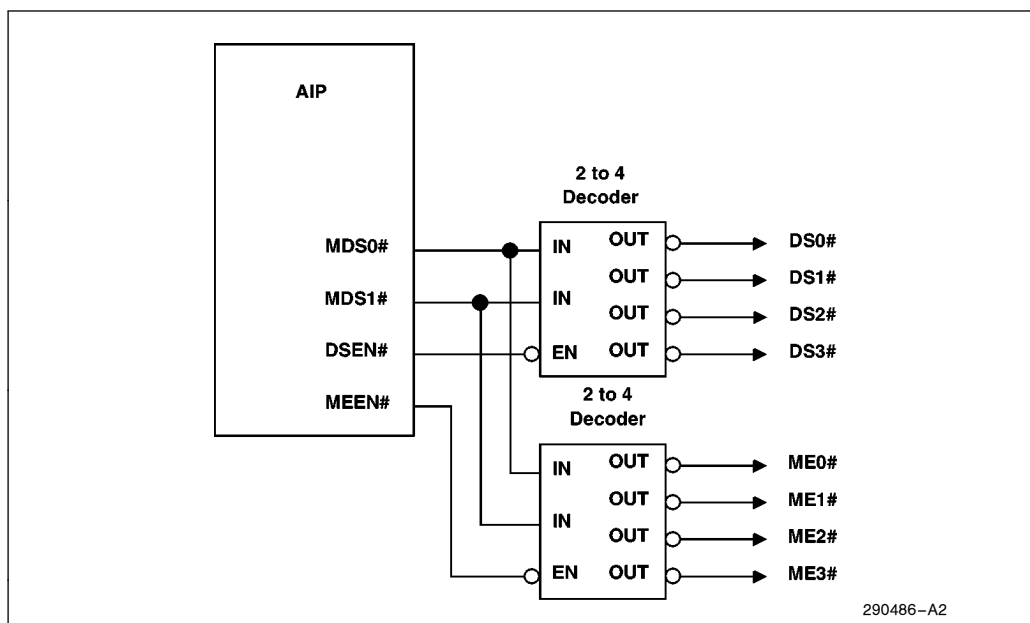 AIP
MDS0#
MDS1#
DSEN#
MEEN#
2 to 4
Decoder
IN
IN
EN
OUT
OUT
OUT
OUT
DS0#
DS1#
DS2#
DS3#
2 to 4
Decoder
IN
IN
EN
OUT
OUT
OUT
OUT
ME0#
ME1#
ME2#
ME3#
290486–A2